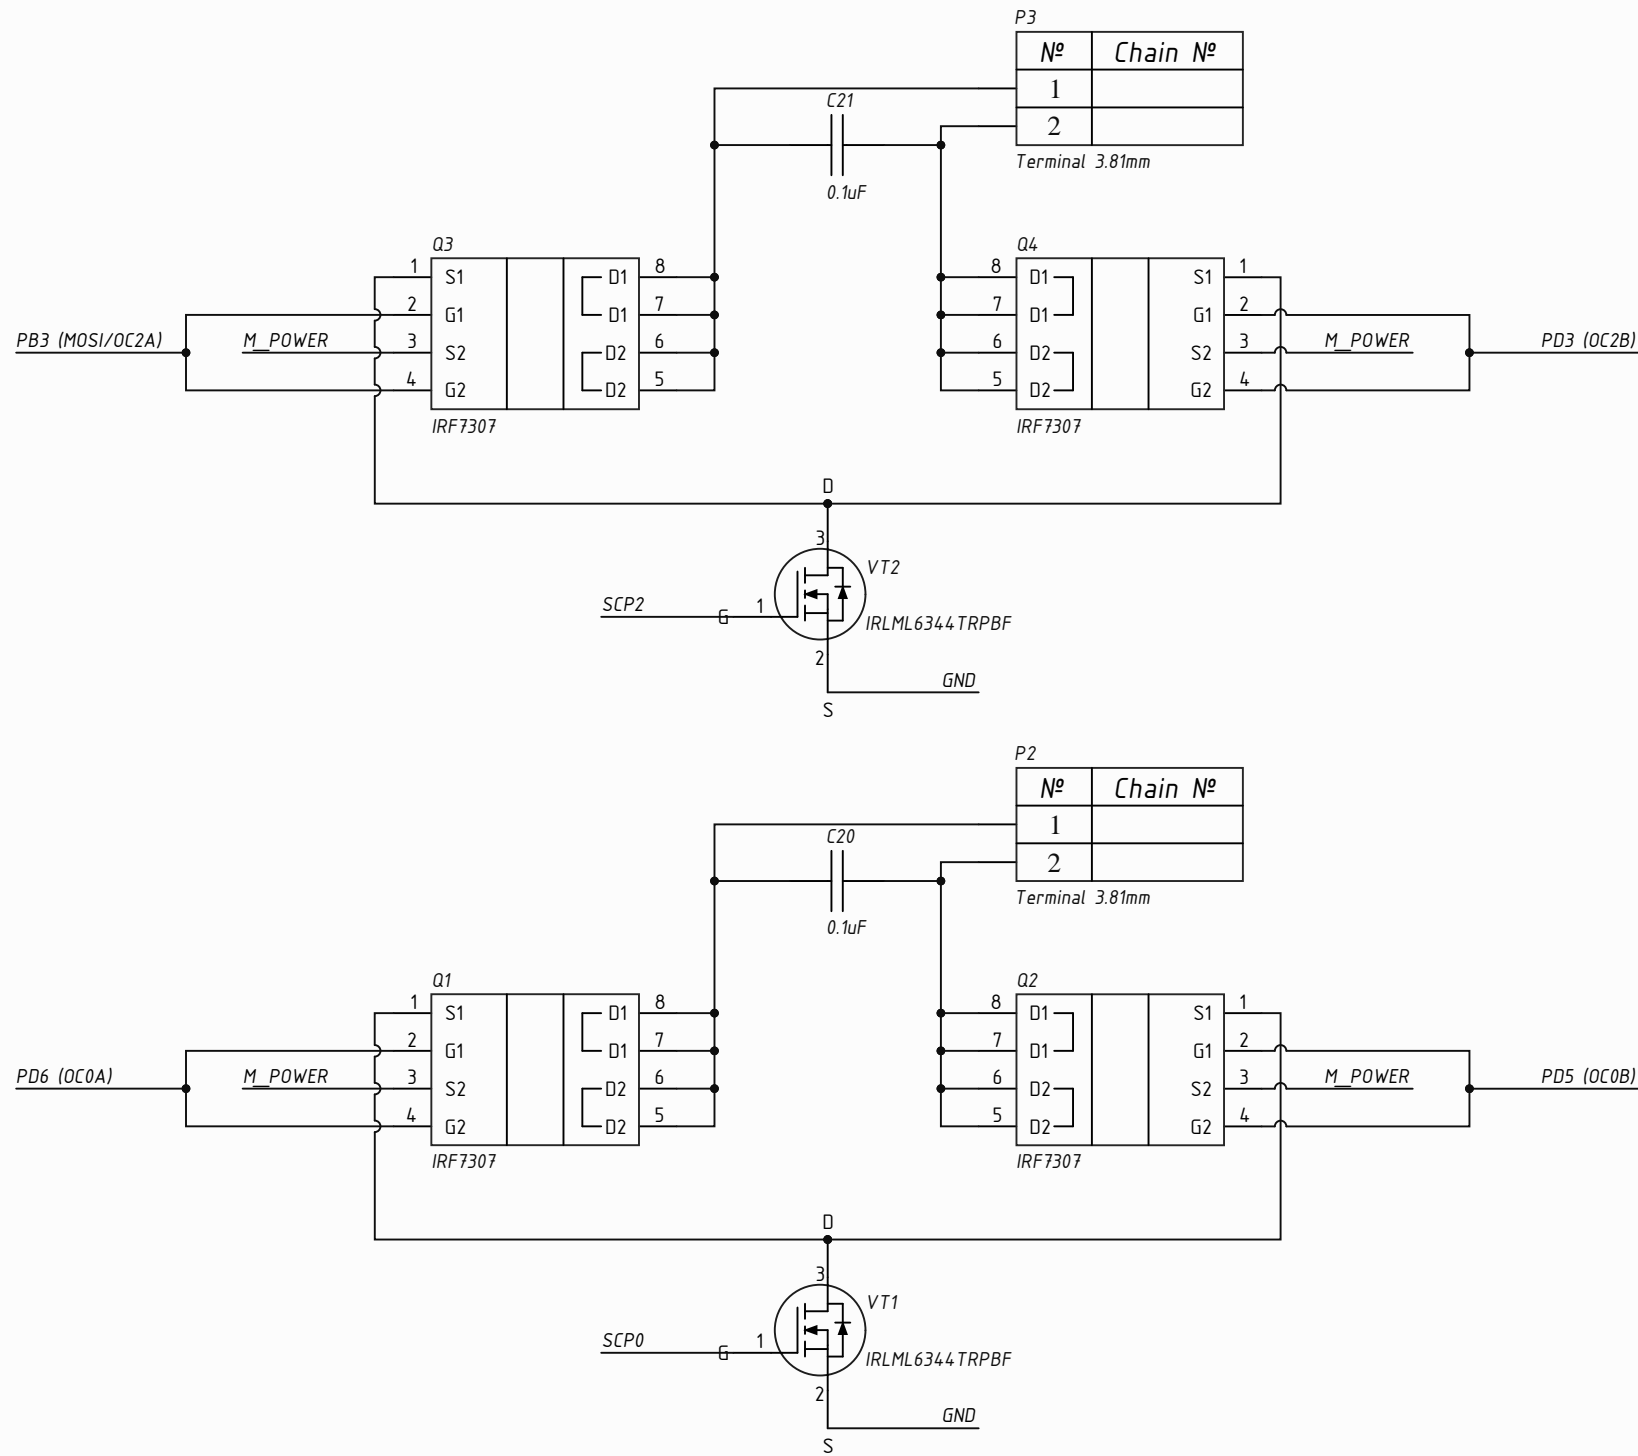 P3
Nº Chain Nº
1
2
Terminal 3.81mm
C21
0.1uF
Q3
1 S1 D1 8
2 G1 D1 7
3 S2 D2 6
4 G2 D2 5
IRF7307
PB3 (MOSI/OC2A)
M_POWER
Q4
8 D1 S1 1
7 D1 G1 2
6 D2 S2 3
5 D2 G2 4
IRF7307
M_POWER
PD3 (OC2B)
D
3
VT2
SCP2
G 1
IRLML6344TRPBF
2
GND
S
P2
Nº Chain Nº
1
2
Terminal 3.81mm
C20
0.1uF
Q1
1 S1 D1 8
2 G1 D1 7
3 S2 D2 6
4 G2 D2 5
IRF7307
PD6 (OC0A)
M_POWER
Q2
8 D1 S1 1
7 D1 G1 2
6 D2 S2 3
5 D2 G2 4
IRF7307
M_POWER
PD5 (OC0B)
D
3
VT1
SCP0
G 1
IRLML6344TRPBF
2
GND
S